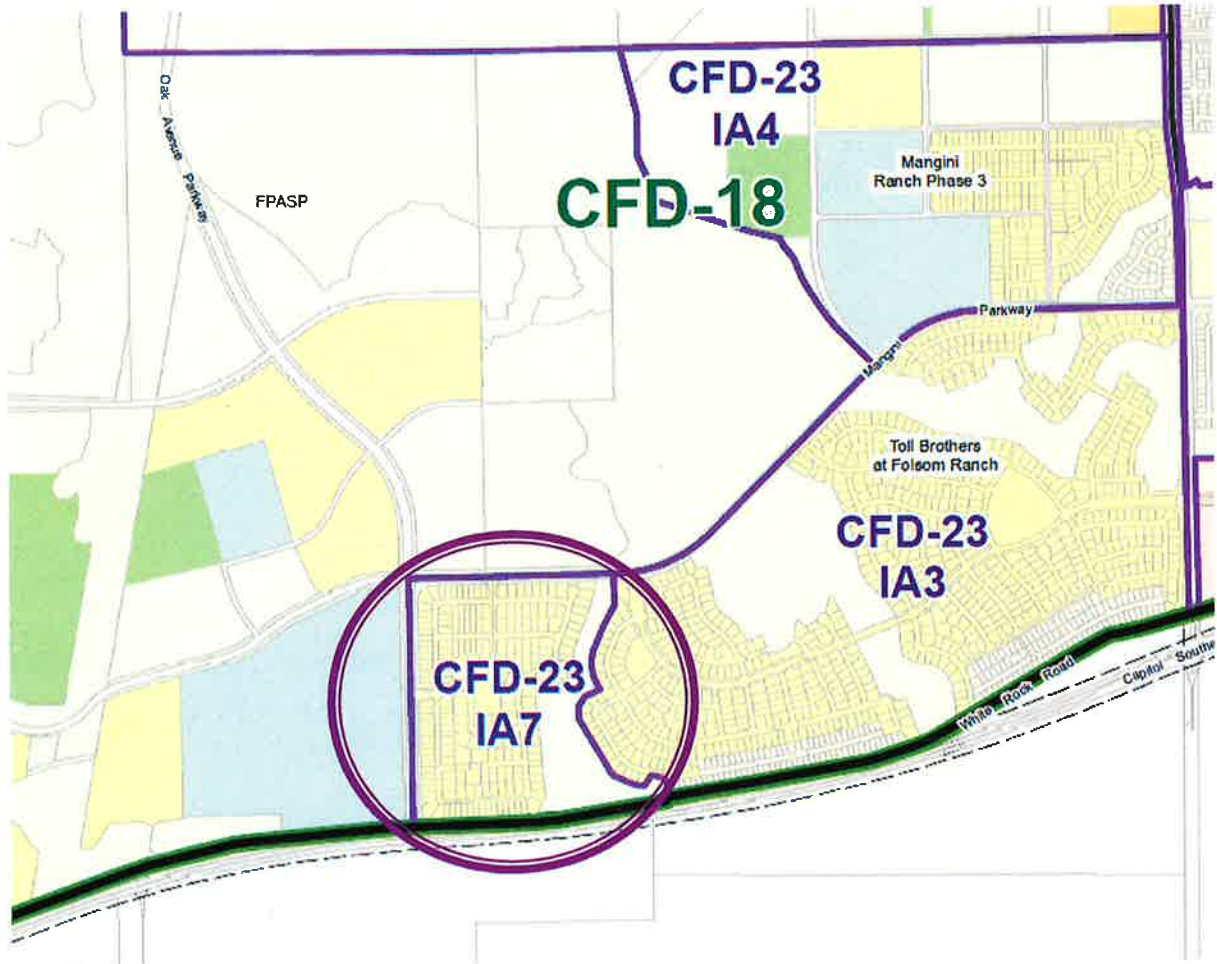 CFD-23
IA4
Oak Avenue Parkway
Mangini
Ranch Phase 3
FPASP
CFD-18
Parkway
Mangini
Toll Brothers
at Folsom Ranch
CFD-23
IA3
CFD-23
IA7
White Rock Road
Capitol